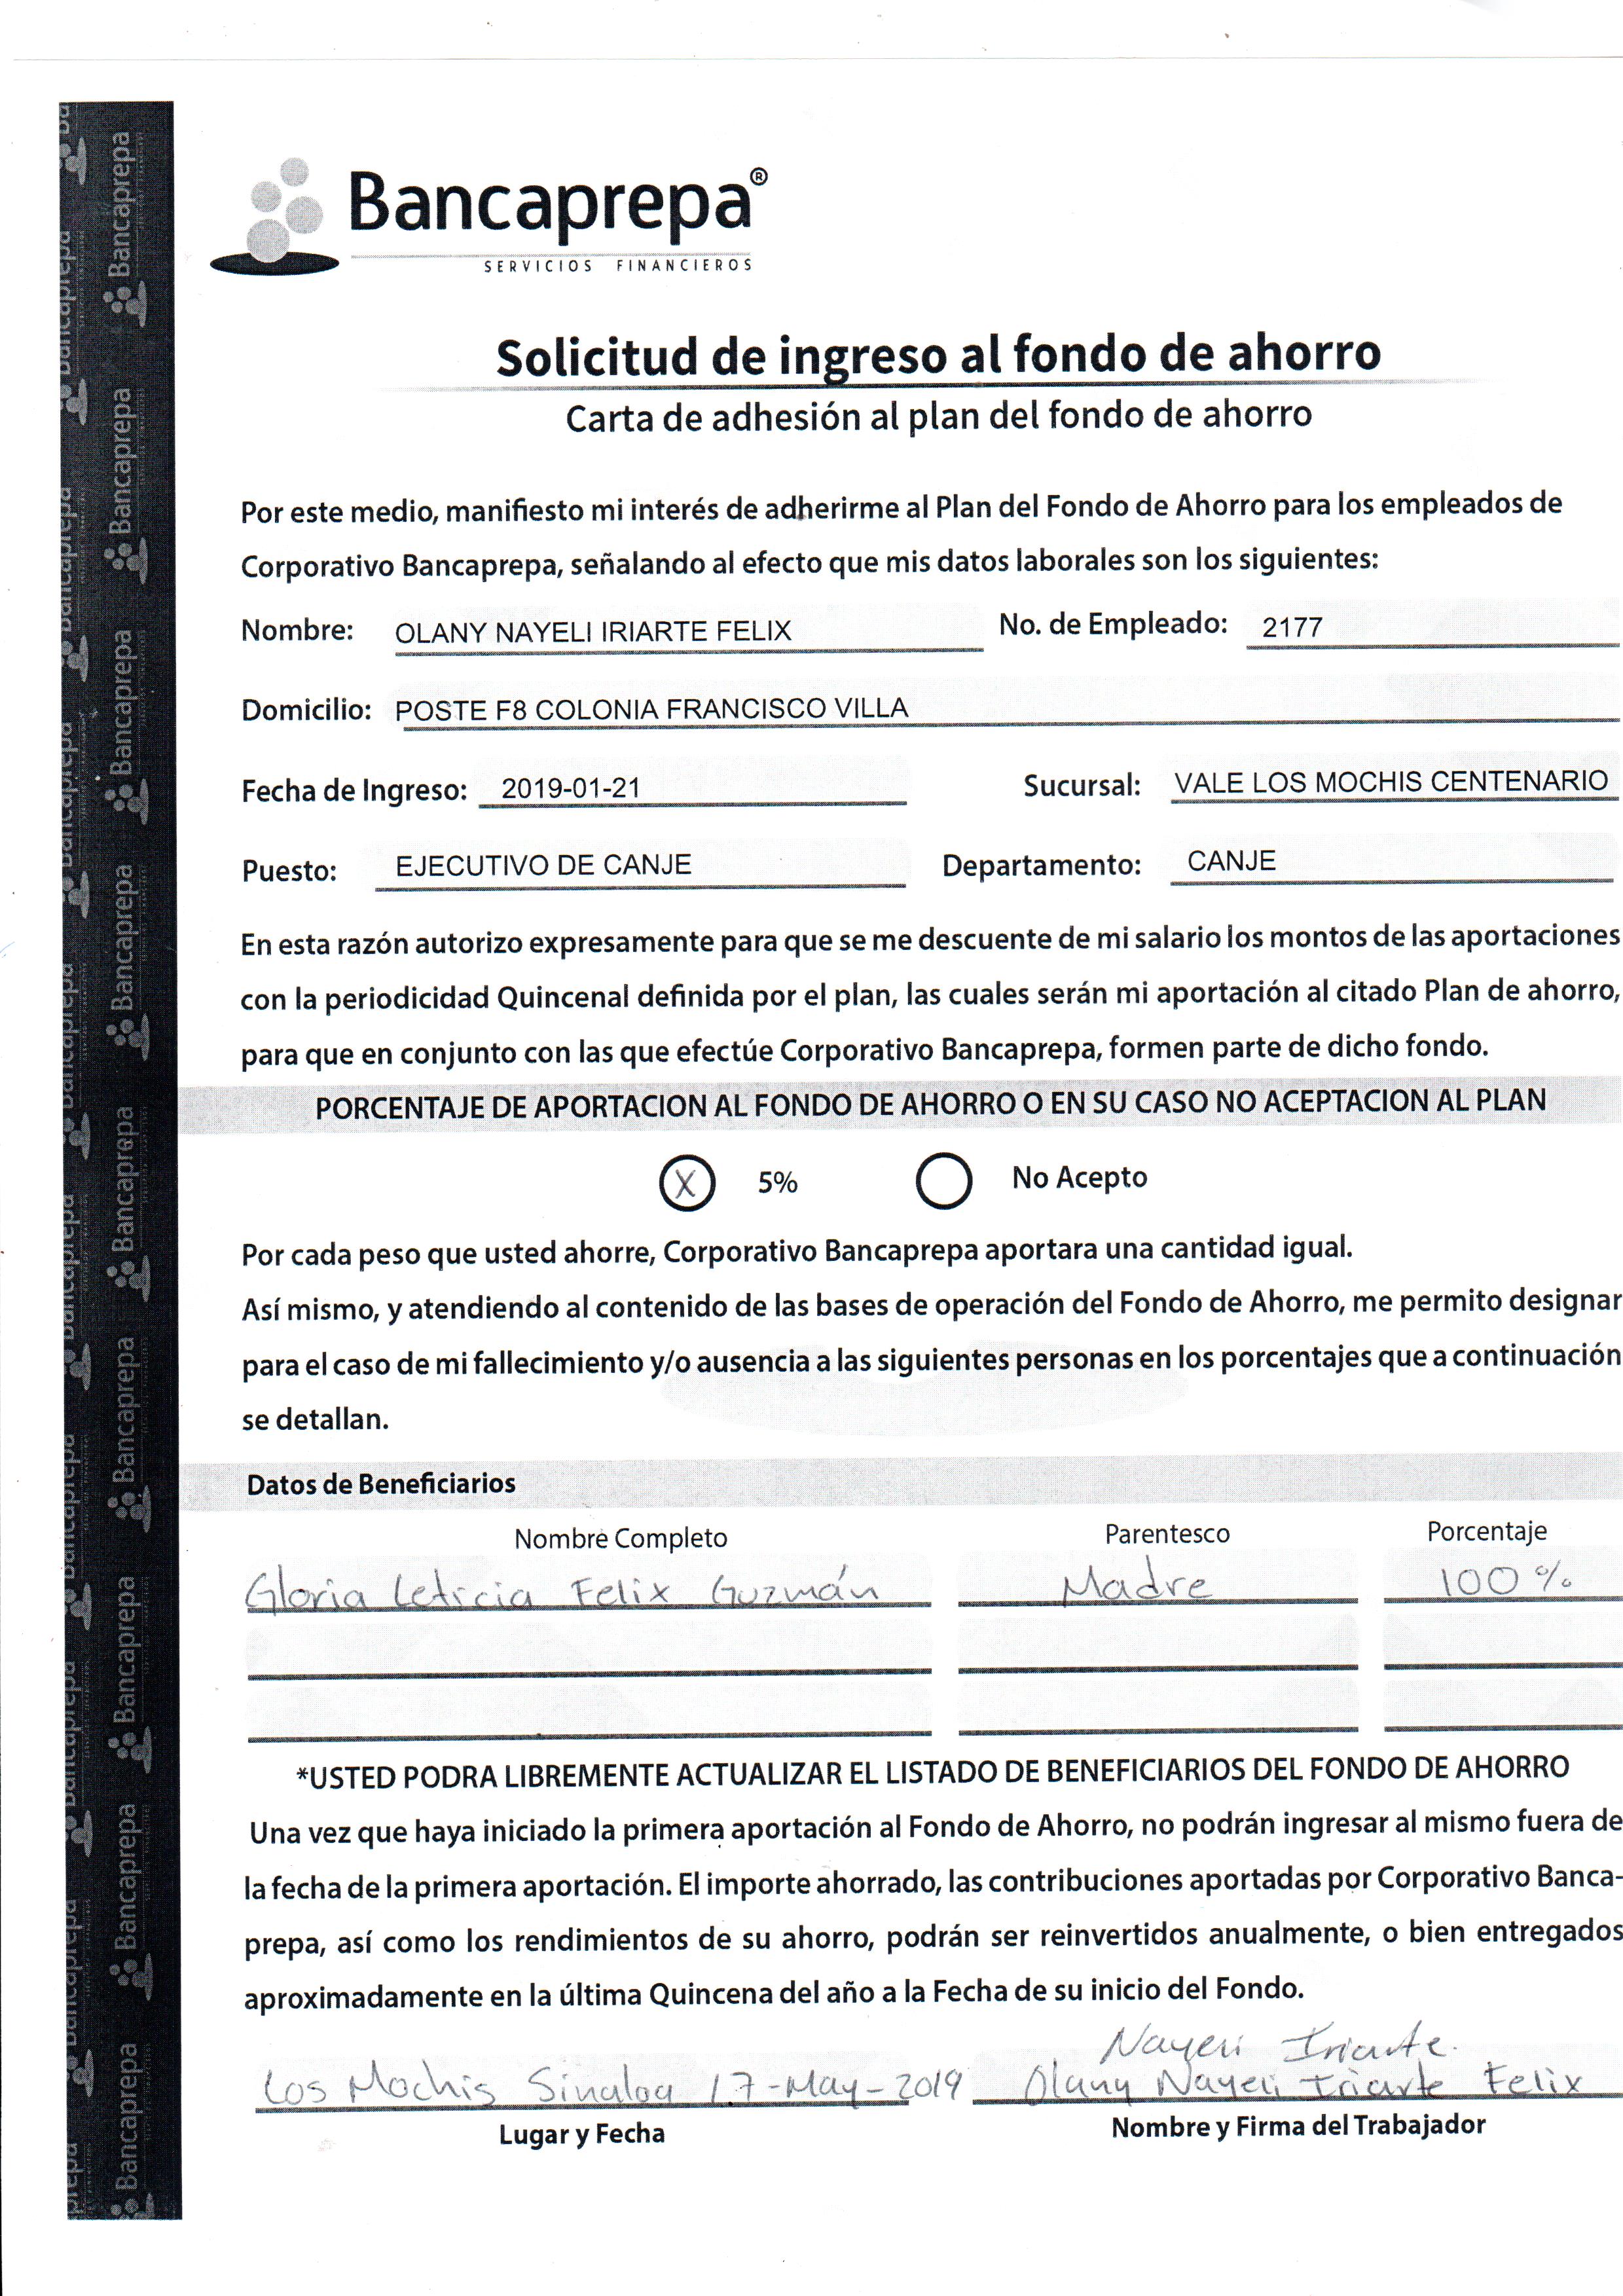 Bancaprepa®
SERVICIOS FINANCIEROS
Solicitud de ingreso al fondo de ahorro
Carta de adhesión al plan del fondo de ahorro
Por este medio, manifiesto mi interés de adherirme al Plan del Fondo de Ahorro para los empleados de
Corporativo Bancaprepa, señalando al efecto que mis datos laborales son los siguientes:
Nombre: OLANY NAYELI IRIARTE FELIX No. de Empleado: 2177
Domicilio: POSTE F8 COLONIA FRANCISCO VILLA
Fecha de Ingreso: 2019-01-21 Sucursal: VALE LOS MOCHIS CENTENARIO
Puesto: EJECUTIVO DE CANJE Departamento: CANJE
En esta razón autorizo expresamente para que se me descuente de mi salario los montos de las aportaciones
con la periodicidad Quincenal definida por el plan, las cuales serán mi aportación al citado Plan de ahorro,
para que en conjunto con las que efectúe Corporativo Bancaprepa, formen parte de dicho fondo.
PORCENTAJE DE APORTACION AL FONDO DE AHORRO O EN SU CASO NO ACEPTACION AL PLAN
X 5% No Acepto
Por cada peso que usted ahorre, Corporativo Bancaprepa aportara una cantidad igual.
Así mismo, y atendiendo al contenido de las bases de operación del Fondo de Ahorro, me permito designar
para el caso de mi fallecimiento y/o ausencia a las siguientes personas en los porcentajes que a continuación
se detallan.
Datos de Beneficiarios
Nombre Completo Parentesco Porcentaje
Gloria Leticia Felix Guzmán Madre 100%
*USTED PODRA LIBREMENTE ACTUALIZAR EL LISTADO DE BENEFICIARIOS DEL FONDO DE AHORRO
Una vez que haya iniciado la primera aportación al Fondo de Ahorro, no podrán ingresar al mismo fuera de
la fecha de la primera aportación. El importe ahorrado, las contribuciones aportadas por Corporativo Banca-
prepa, así como los rendimientos de su ahorro, podrán ser reinvertidos anualmente, o bien entregados
aproximadamente en la última Quincena del año a la Fecha de su inicio del Fondo.
Nayeli Iriarte.
Los Mochis Sinaloa 17-May-2019 Olany Nayeli Iriarte Felix
Lugar y Fecha Nombre y Firma del Trabajador